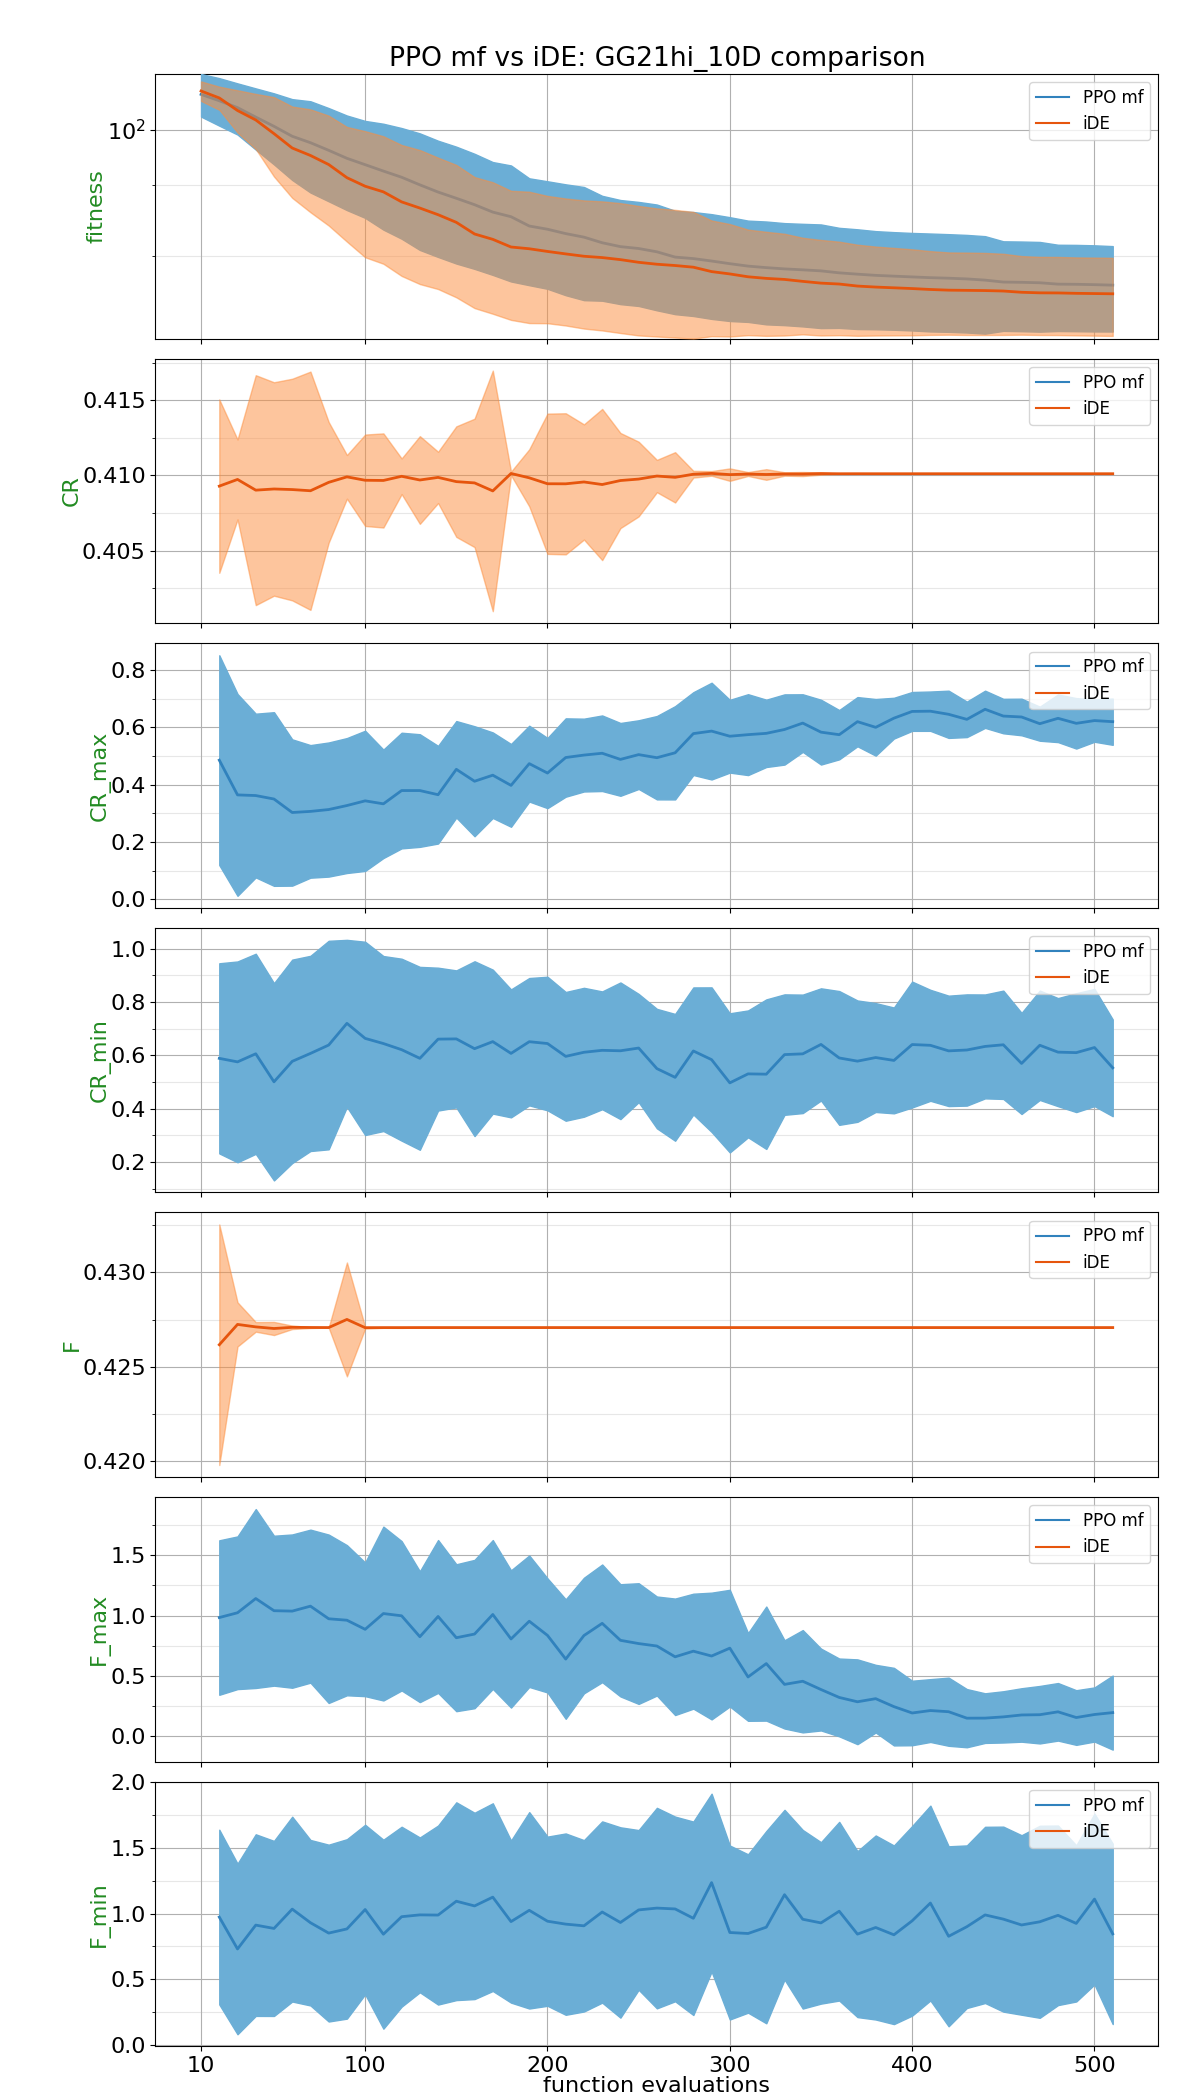 PPO mf vs iDE: GG21hi_10D comparison
fitness
10²
PPO mf
iDE
CR
0.415
0.410
0.405
PPO mf
iDE
CR_max
0.8
0.6
0.4
0.2
0.0
PPO mf
iDE
CR_min
1.0
0.8
0.6
0.4
0.2
PPO mf
iDE
F
0.430
0.425
0.420
PPO mf
iDE
F_max
1.5
1.0
0.5
0.0
PPO mf
iDE
F_min
2.0
1.5
1.0
0.5
0.0
PPO mf
iDE
10 100 200 300 400 500
function evaluations